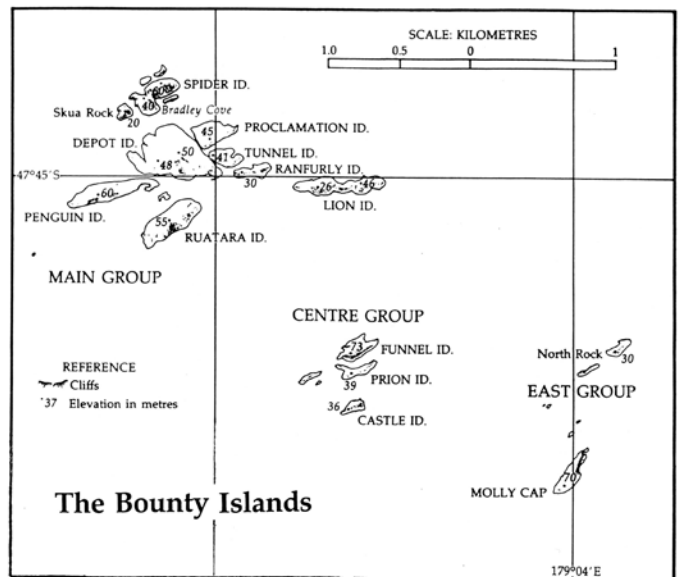 SCALE: KILOMETRES
1.0 0.5 0 1
SPIDER ID.
60
40
Bradley Cove
Skua Rock
20
PROCLAMATION ID.
45
DEPOT ID.
50
48
TUNNEL ID.
41
RANFURLY ID.
30
47°45′S
26 46
LION ID.
60
PENGUIN ID.
55
RUATARA ID.
MAIN GROUP
CENTRE GROUP
73 FUNNEL ID.
39 PRION ID.
36
CASTLE ID.
North Rock 30
EAST GROUP
REFERENCE
Cliffs
·37 Elevation in metres
70
MOLLY CAP
The Bounty Islands
179°04′E